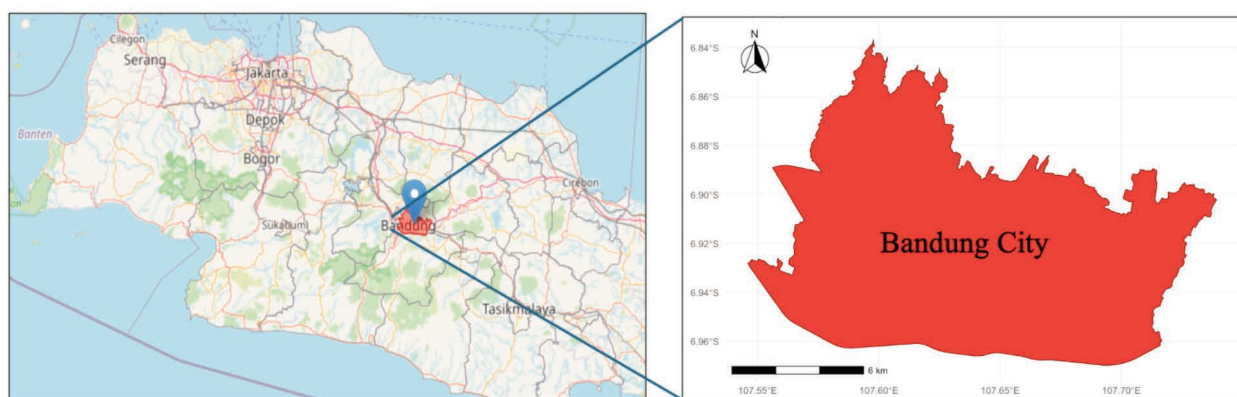 Cilegon
Serang
Jakarta
Depok
Banten
Bogor
Cirebon
Sukabumi
Bandung
Tasikmalaya
N
6.84°S
6.86°S
6.88°S
6.90°S
6.92°S
6.94°S
6.96°S
Bandung City
6 km
107.55°E
107.60°E
107.65°E
107.70°E